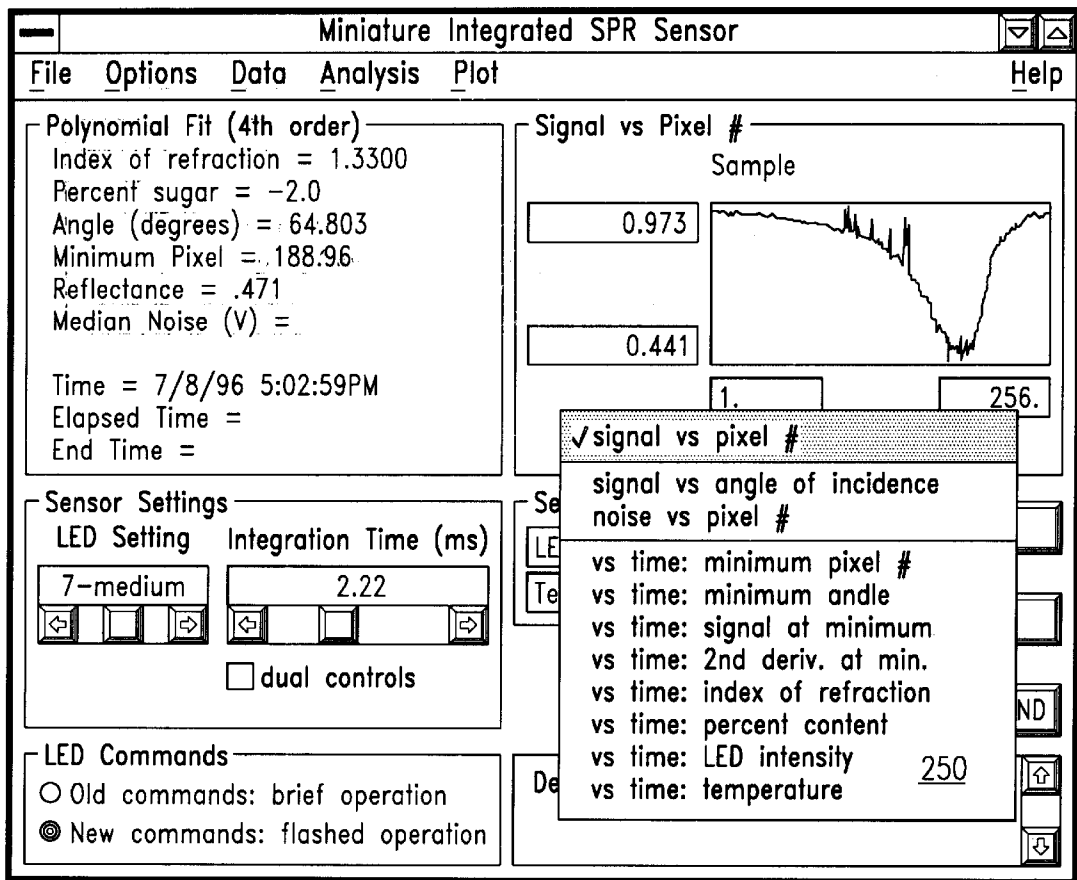 Miniature Integrated SPR Sensor
File Options Data Analysis Plot Help
Polynomial Fit (4th order)
Index of refraction = 1.3300
Percent sugar = -2.0
Angle (degrees) = 64.803
Minimum Pixel = 188.96
Reflectance = .471
Median Noise (V) =
Time = 7/8/96 5:02:59PM
Elapsed Time =
End Time =
Signal vs Pixel #
Sample
0.973
0.441
1. 256.
✓signal vs pixel #
signal vs angle of incidence
noise vs pixel #
vs time: minimum pixel #
vs time: minimum angle
vs time: signal at minimum
vs time: 2nd deriv. at min.
vs time: index of refraction
vs time: percent content
vs time: LED intensity
vs time: temperature
250
Sensor Settings
LED Setting Integration Time (ms)
7-medium 2.22
dual controls
Se
LE
Te
ND
LED Commands
Old commands: brief operation
New commands: flashed operation
De